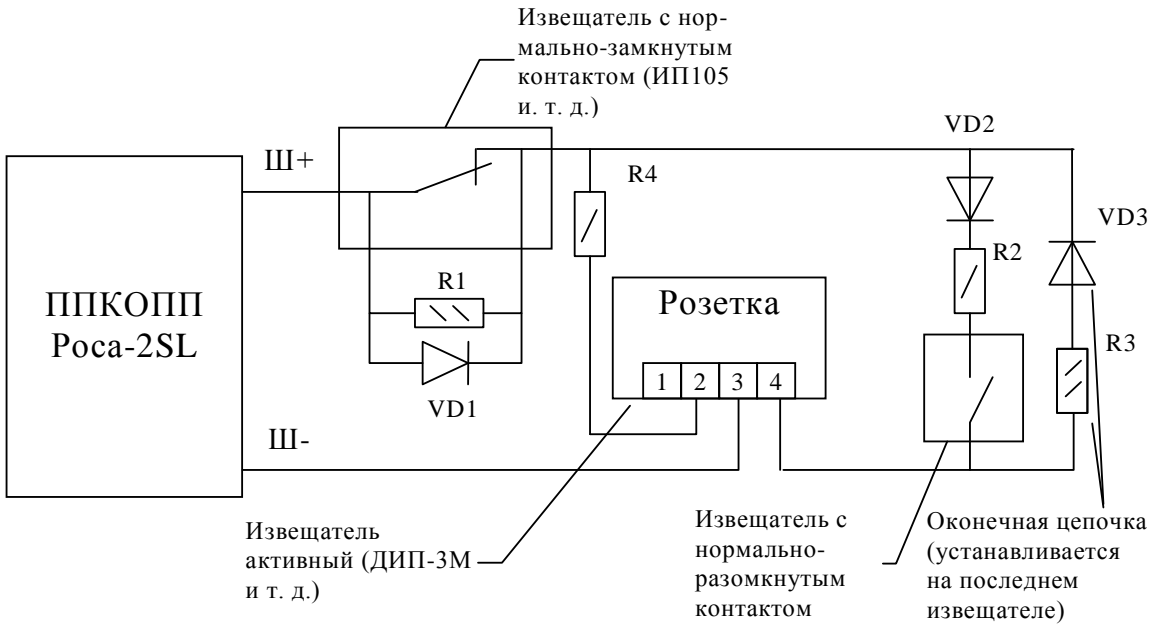 Извещатель с нор-
мально-замкнутым
контактом (ИП105
и. т. д.)
VD2
Ш+
R4
VD3
R2
R1
ППКОПП
Роса-2SL
Розетка
R3
1 2 3 4
VD1
Ш-
Извещатель
активный (ДИП-3М
и т. д.)
Извещатель с
нормально-
разомкнутым
контактом
Оконечная цепочка
(устанавливается
на последнем
извещателе)